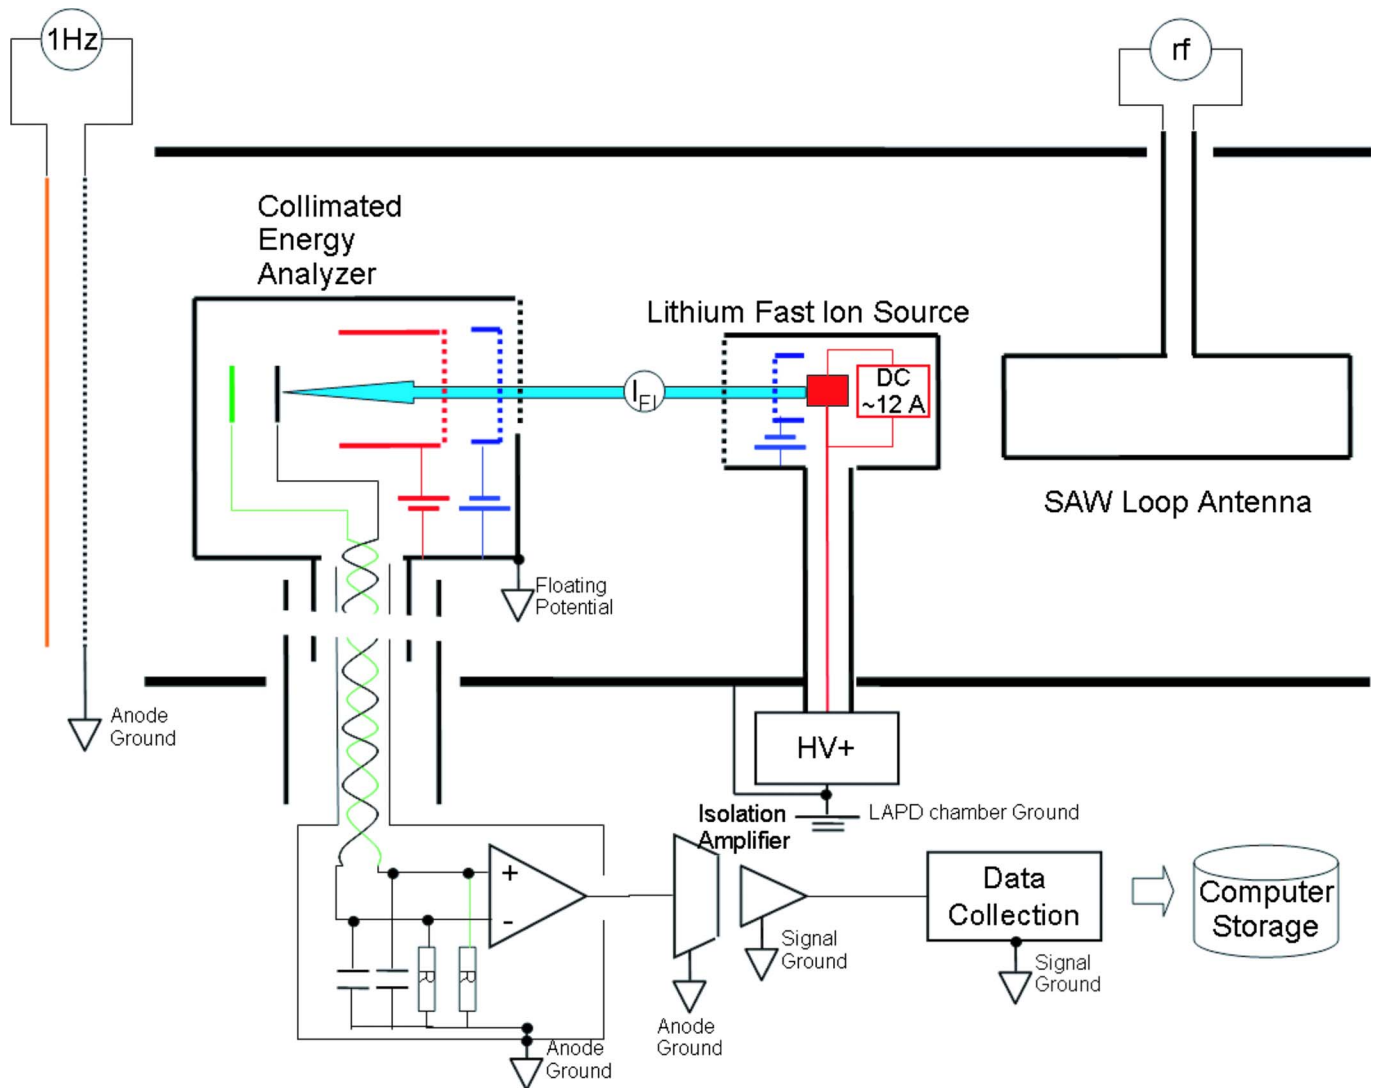 1Hz
rf
Collimated
Energy
Analyzer
Lithium Fast Ion Source
DC
~12 A
I_FI
SAW Loop Antenna
Floating
Potential
Anode
Ground
HV+
LAPD chamber Ground
Isolation
Amplifier
+
-
R
R
Signal
Ground
Data
Collection
Computer
Storage
Signal
Ground
Anode
Ground
Anode
Ground